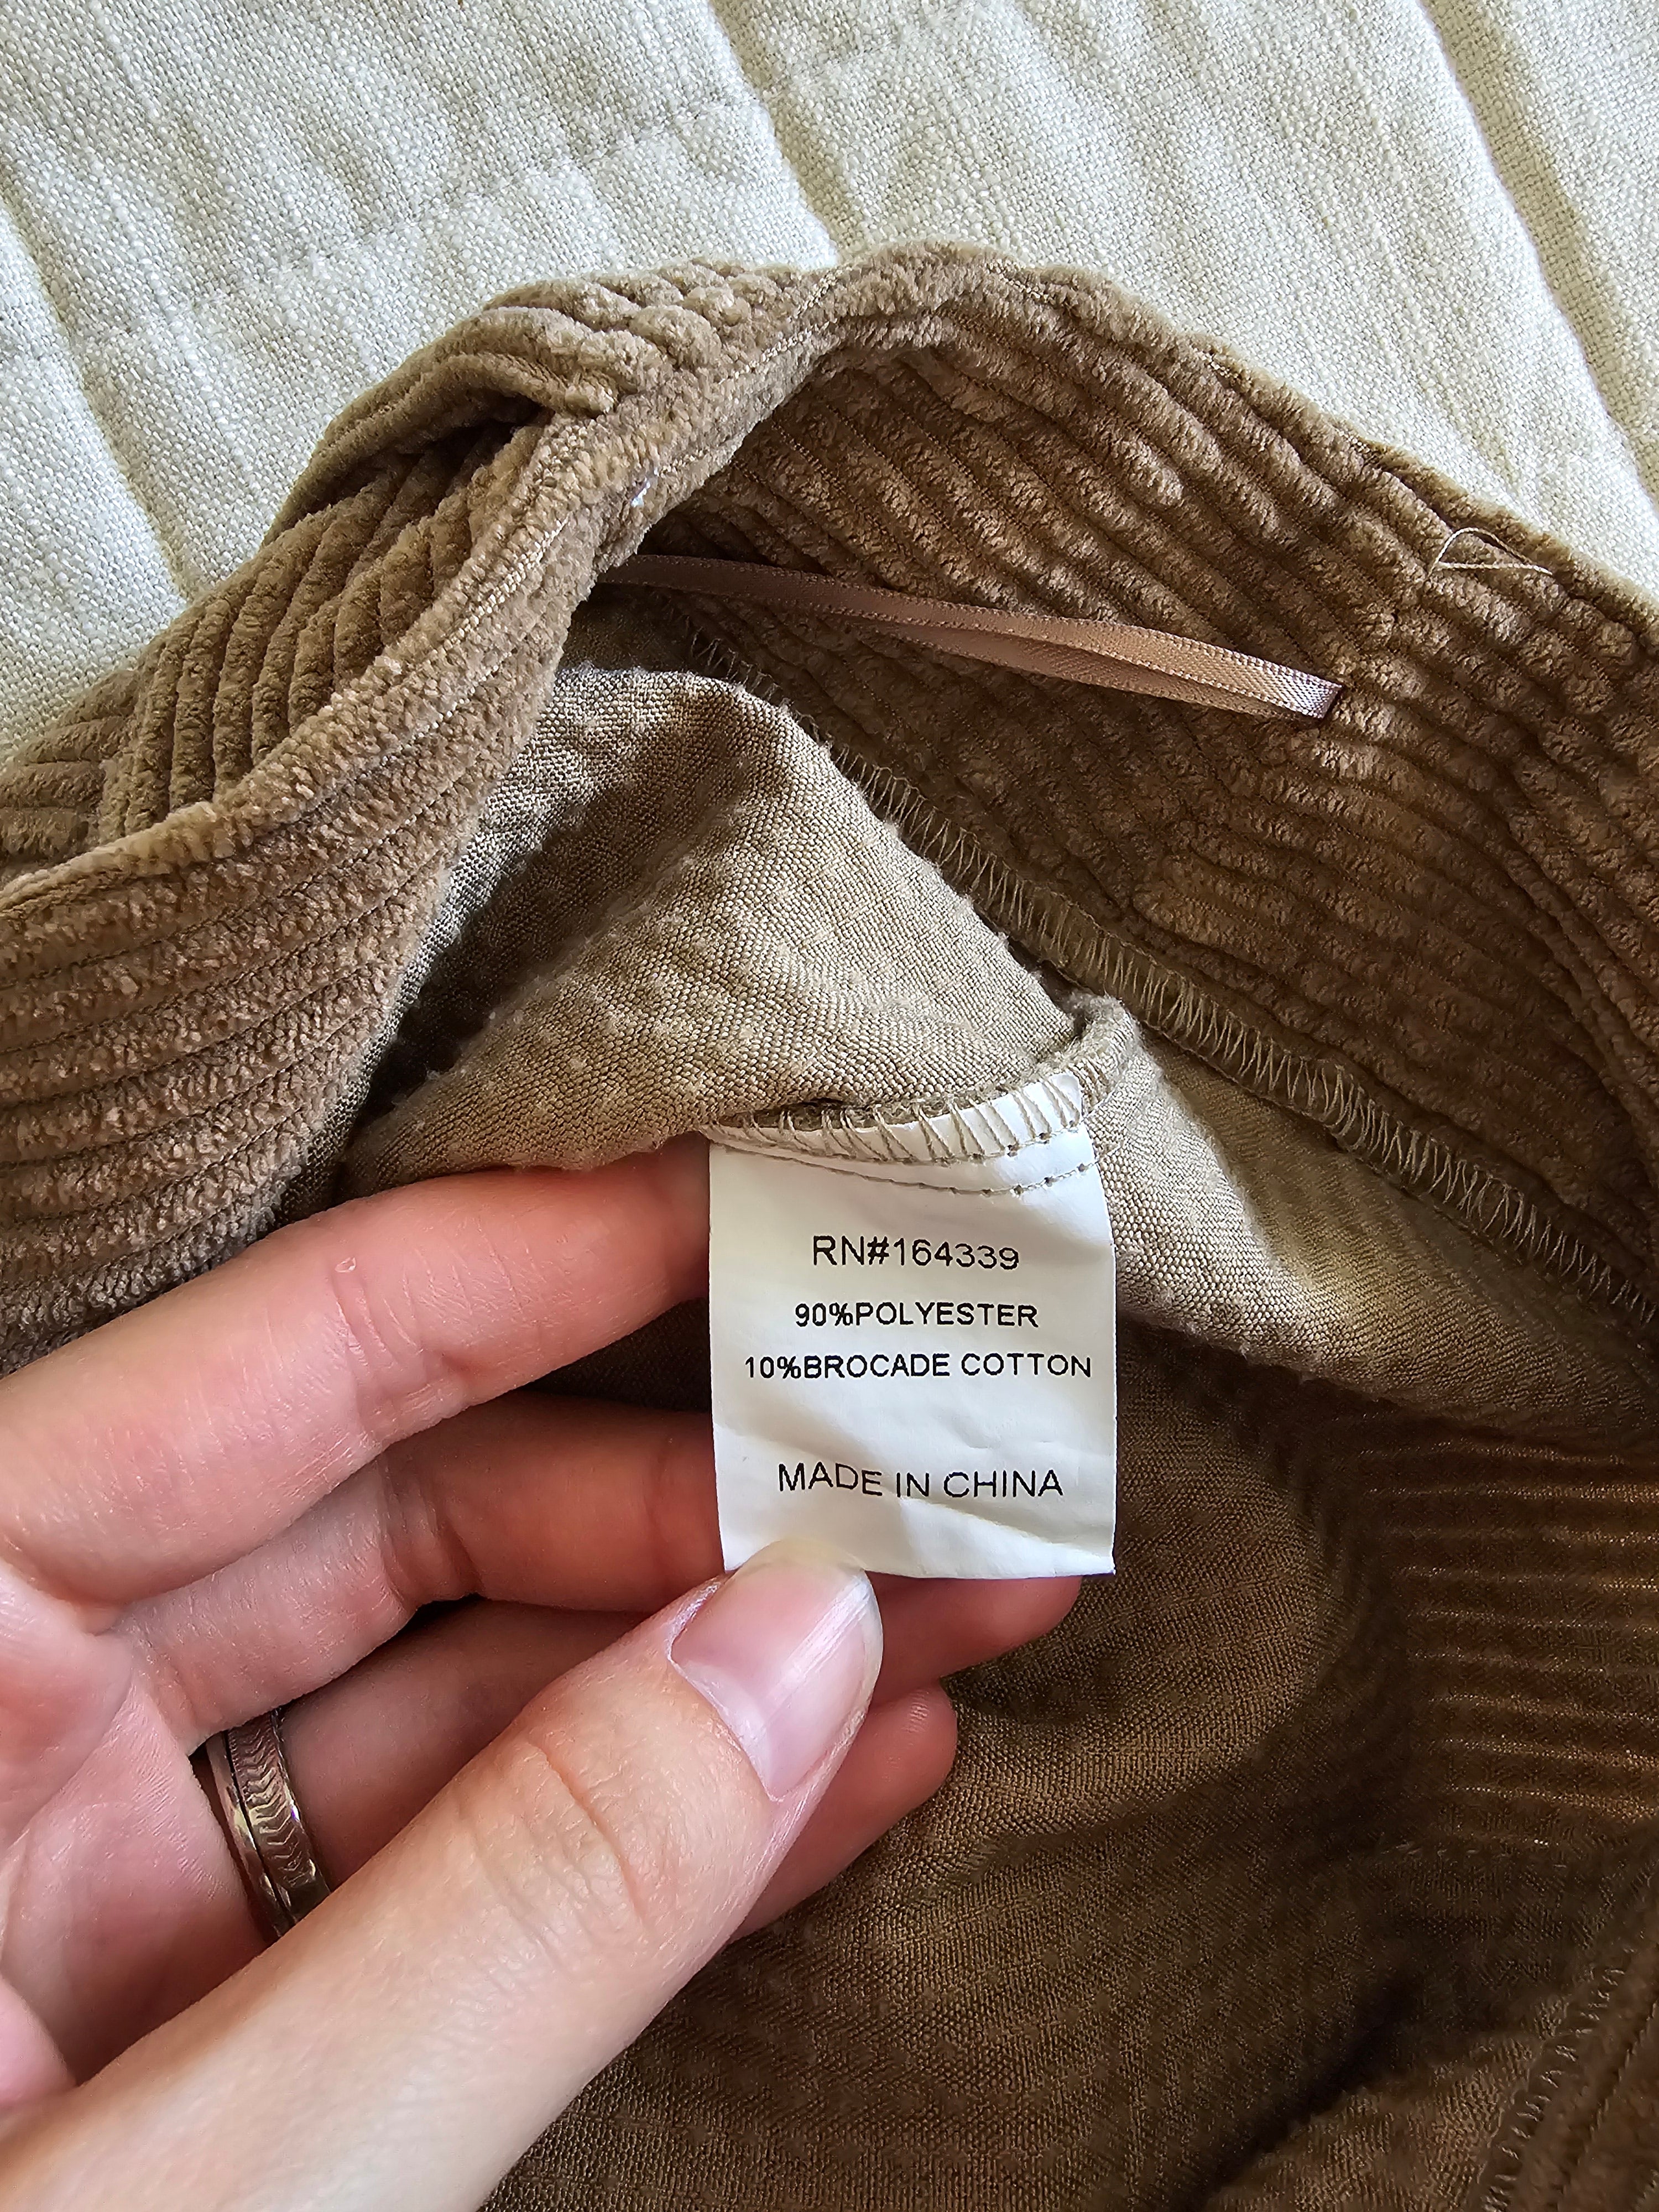 RN#164339
90%POLYESTER
10%BROCADE COTTON
MADE IN CHINA